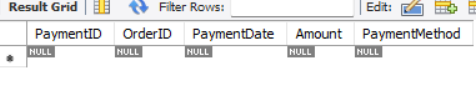 Result Grid Filter Rows: Edit:
PaymentID OrderID PaymentDate Amount PaymentMethod
NULL NULL NULL NULL NULL